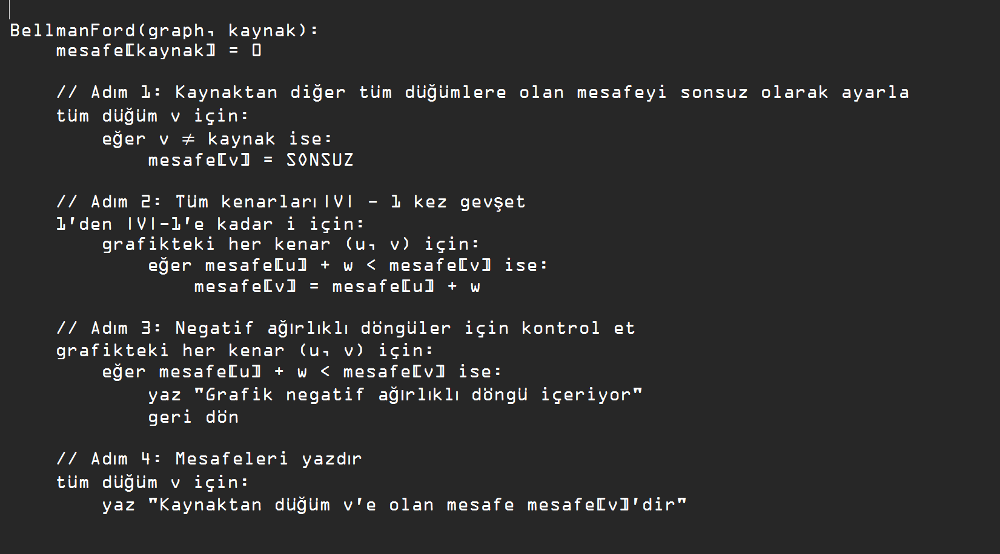 BellmanFord(graph, kaynak):
mesafe[kaynak] = 0
// Adım 1: Kaynaktan diğer tüm düğümlere olan mesafeyi sonsuz olarak ayarla
tüm düğüm v için:
eğer v ≠ kaynak ise:
mesafe[v] = SONSUZ
// Adım 2: Tüm kenarları|V| - 1 kez gevşet
1'den |V|-1'e kadar i için:
grafikteki her kenar (u, v) için:
eğer mesafe[u] + w < mesafe[v] ise:
mesafe[v] = mesafe[u] + w
// Adım 3: Negatif ağırlıklı döngüler için kontrol et
grafikteki her kenar (u, v) için:
eğer mesafe[u] + w < mesafe[v] ise:
yaz "Grafik negatif ağırlıklı döngü içeriyor"
geri dön
// Adım 4: Mesafeleri yazdır
tüm düğüm v için:
yaz "Kaynaktan düğüm v'e olan mesafe mesafe[v]'dir"